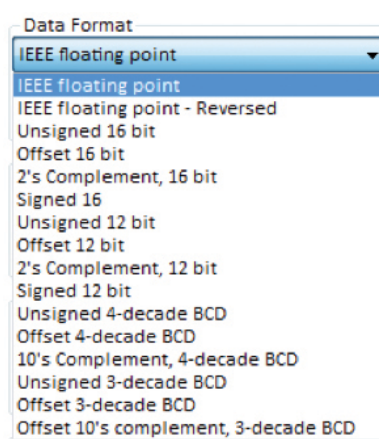 Data Format
IEEE floating point
IEEE floating point
IEEE floating point - Reversed
Unsigned 16 bit
Offset 16 bit
2's Complement, 16 bit
Signed 16
Unsigned 12 bit
Offset 12 bit
2's Complement, 12 bit
Signed 12 bit
Unsigned 4-decade BCD
Offset 4-decade BCD
10's Complement, 4-decade BCD
Unsigned 3-decade BCD
Offset 3-decade BCD
Offset 10's complement, 3-decade BCD